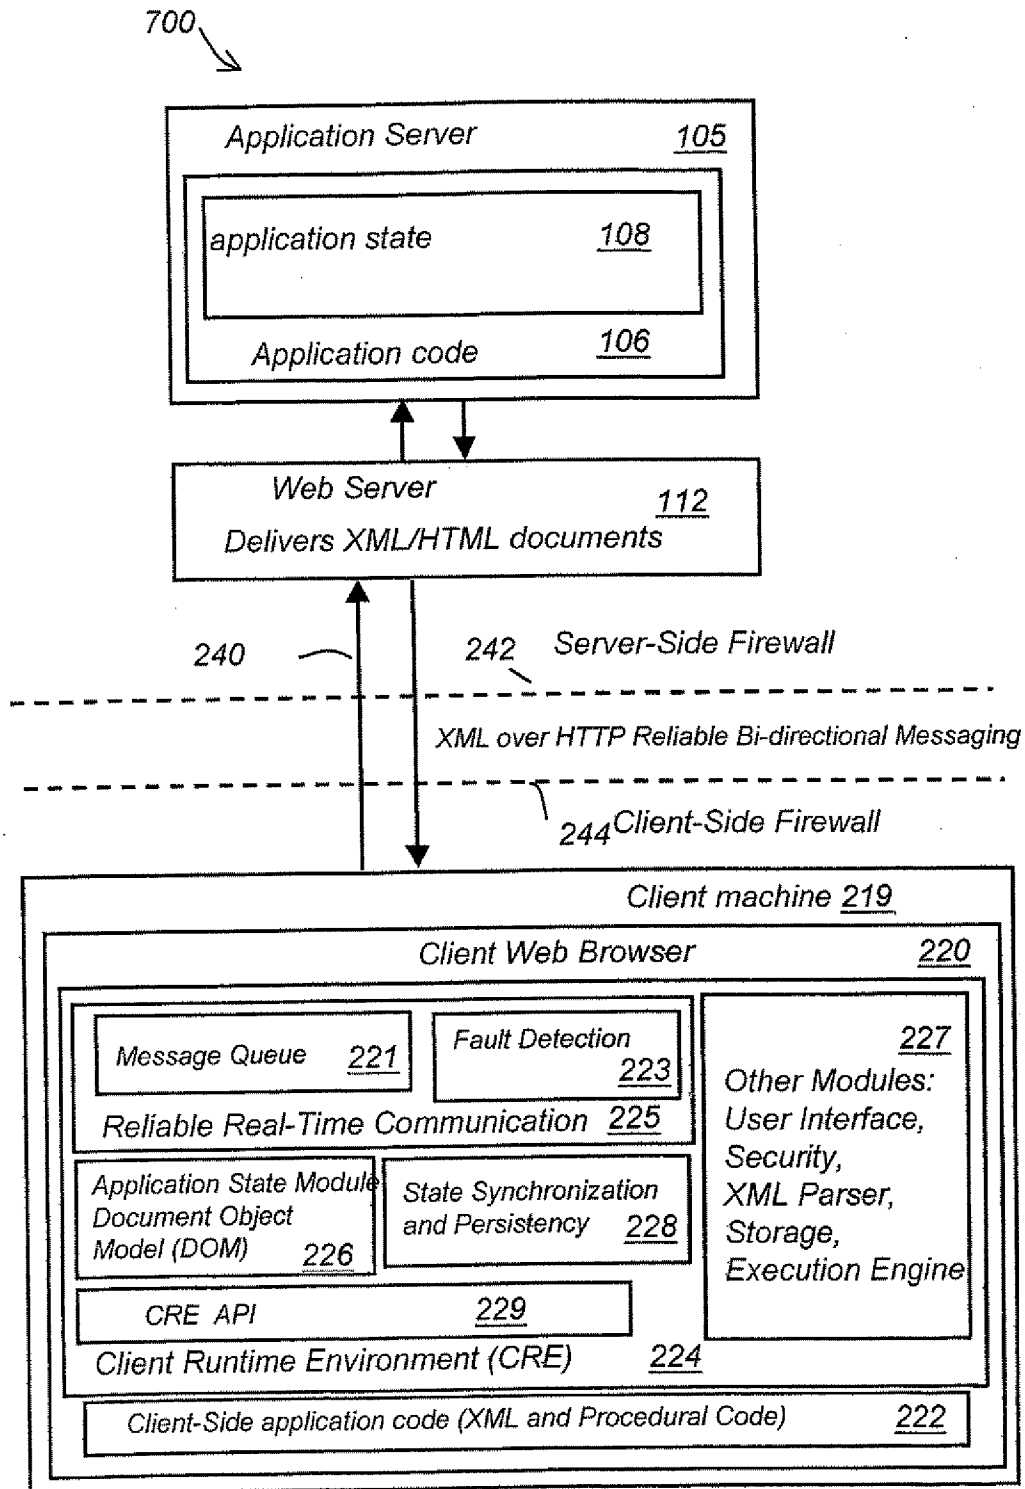 700
Application Server 105
application state 108
Application code 106
Web Server 112
Delivers XML/HTML documents
240
242 Server-Side Firewall
XML over HTTP Reliable Bi-directional Messaging
244 Client-Side Firewall
Client machine 219
Client Web Browser 220
Message Queue 221
Fault Detection
223
Reliable Real-Time Communication 225
Application State Module
Document Object
Model (DOM) 226
State Synchronization
and Persistency 228
227
Other Modules:
User Interface,
Security,
XML Parser,
Storage,
Execution Engine
CRE API 229
Client Runtime Environment (CRE) 224
Client-Side application code (XML and Procedural Code) 222